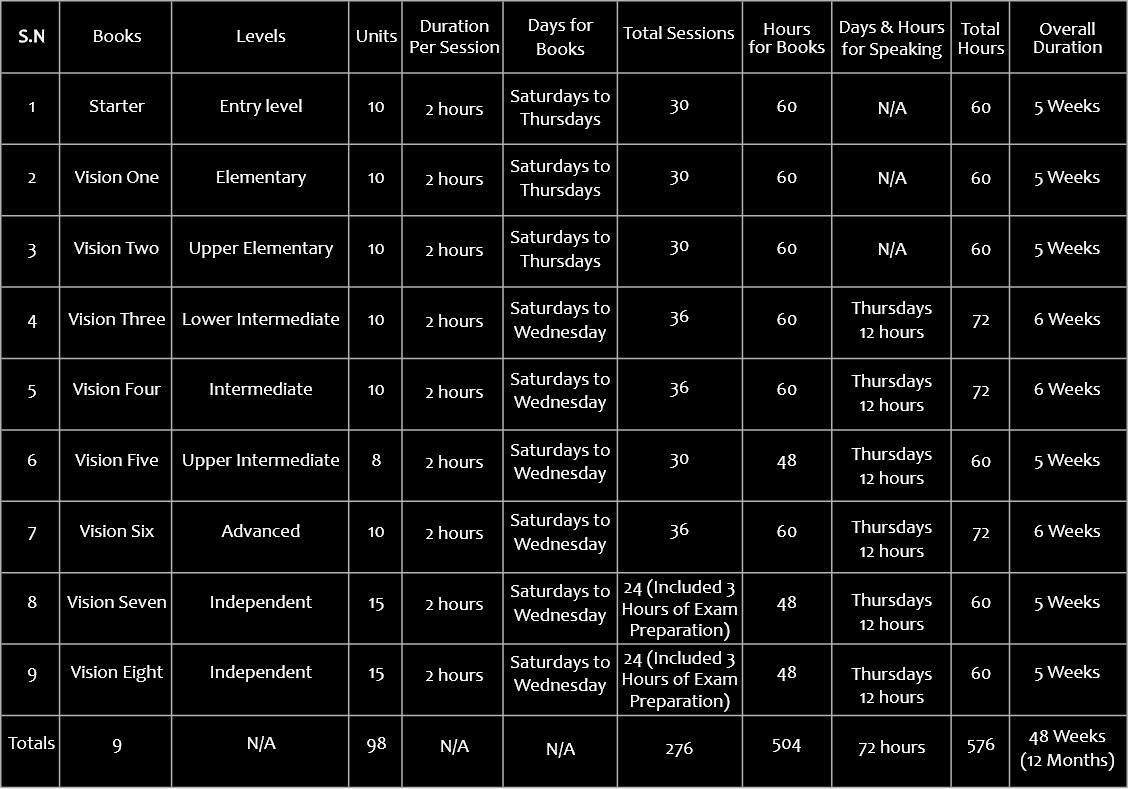 S.N Books Levels Units Duration Per Session Days for Books Total Sessions Hours for Books Days & Hours for Speaking Total Hours Overall Duration
1 Starter Entry level 10 2 hours Saturdays to Thursdays 30 60 N/A 60 5 Weeks
2 Vision One Elementary 10 2 hours Saturdays to Thursdays 30 60 N/A 60 5 Weeks
3 Vision Two Upper Elementary 10 2 hours Saturdays to Thursdays 30 60 N/A 60 5 Weeks
4 Vision Three Lower Intermediate 10 2 hours Saturdays to Wednesday 36 60 Thursdays 12 hours 72 6 Weeks
5 Vision Four Intermediate 10 2 hours Saturdays to Wednesday 36 60 Thursdays 12 hours 72 6 Weeks
6 Vision Five Upper Intermediate 8 2 hours Saturdays to Wednesday 30 48 Thursdays 12 hours 60 5 Weeks
7 Vision Six Advanced 10 2 hours Saturdays to Wednesday 36 60 Thursdays 12 hours 72 6 Weeks
8 Vision Seven Independent 15 2 hours Saturdays to Wednesday 24 (Included 3 Hours of Exam Preparation) 48 Thursdays 12 hours 60 5 Weeks
9 Vision Eight Independent 15 2 hours Saturdays to Wednesday 24 (Included 3 Hours of Exam Preparation) 48 Thursdays 12 hours 60 5 Weeks
Totals 9 N/A 98 N/A N/A 276 504 72 hours 576 48 Weeks (12 Months)